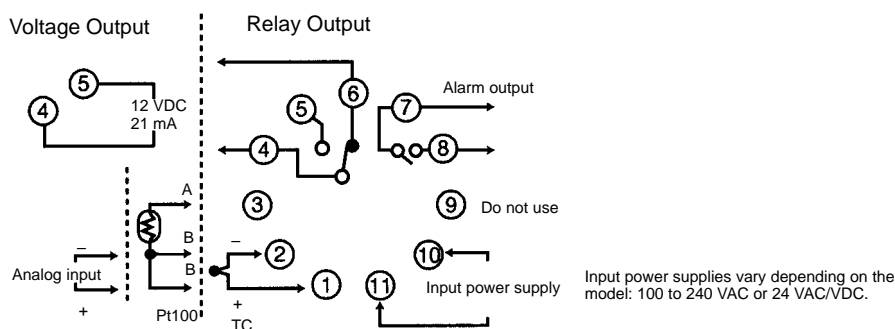 Voltage Output
Relay Output
5
4
12 VDC
21 mA
6
5
7
Alarm output
4
8
A
3
9
Do not use
–
B
–
2
10
Analog input
B
1
11
Input power supply
+
Pt100
+
TC
Input power supplies vary depending on the
model: 100 to 240 VAC or 24 VAC/VDC.